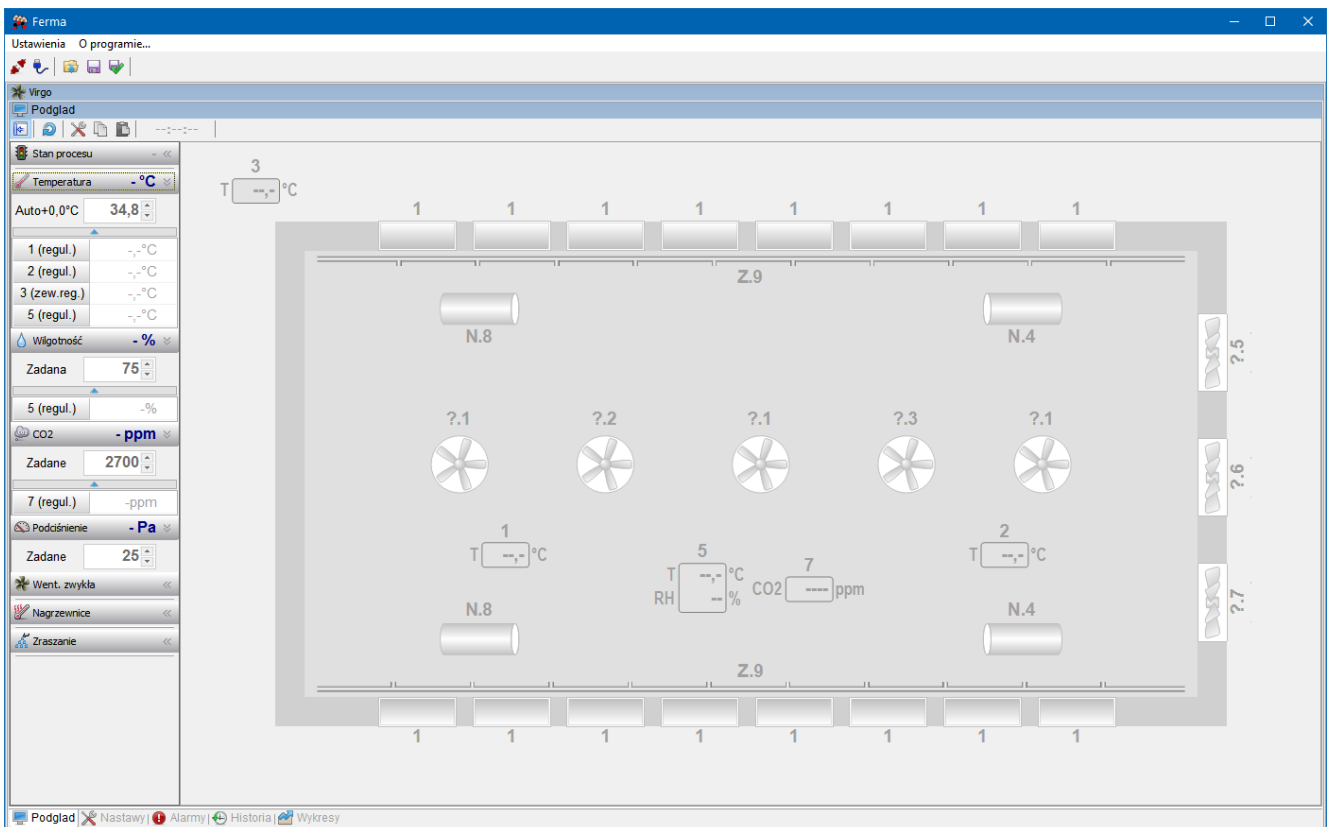 Ferma
Ustawienia O programie...
Virgo
Podglad
--:--:--
Stan procesu -
Temperatura - °C
Auto+0,0°C 34,8
1 (regul.) -,-°C
2 (regul.) -,-°C
3 (zew.reg.) -,-°C
5 (regul.) -,-°C
Wilgotność - %
Zadana 75
5 (regul.) -%
CO2 - ppm
Zadane 2700
7 (regul.) -ppm
Podciśnienie - Pa
Zadane 25
Went. zwykła
Nagrzewnice
Zraszanie
3
T --,- °C
1 1 1 1 1 1 1 1
Z.9
N.8 N.4
?.5
?.1 ?.2 ?.1 ?.3 ?.1
?.6
1
T --,- °C
5
T --,- °C
RH -- %
7
CO2 ---- ppm
2
T --,- °C
N.8 N.4
?.7
Z.9
1 1 1 1 1 1 1 1
Podglad Nastawy Alarmy Historia Wykresy